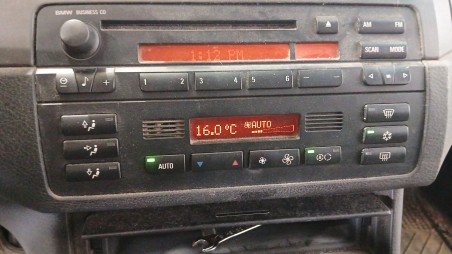 BMW BUSINESS CD
AM FM
1:12 PM
SCAN MODE
+ 1 2 3 4 5 6 −
16.0 °C AUTO
AUTO